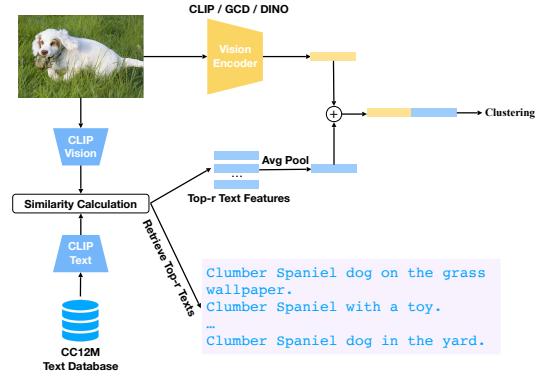 CLIP / GCD / DINO
Vision
Encoder
CLIP
Vision
Clustering
Avg Pool
...
Top-r Text Features
Similarity Calculation
Retrieve Top-r Texts
CLIP
Text
Clumber Spaniel dog on the grass
wallpaper.
Clumber Spaniel with a toy.
…
Clumber Spaniel dog in the yard.
CC12M
Text Database